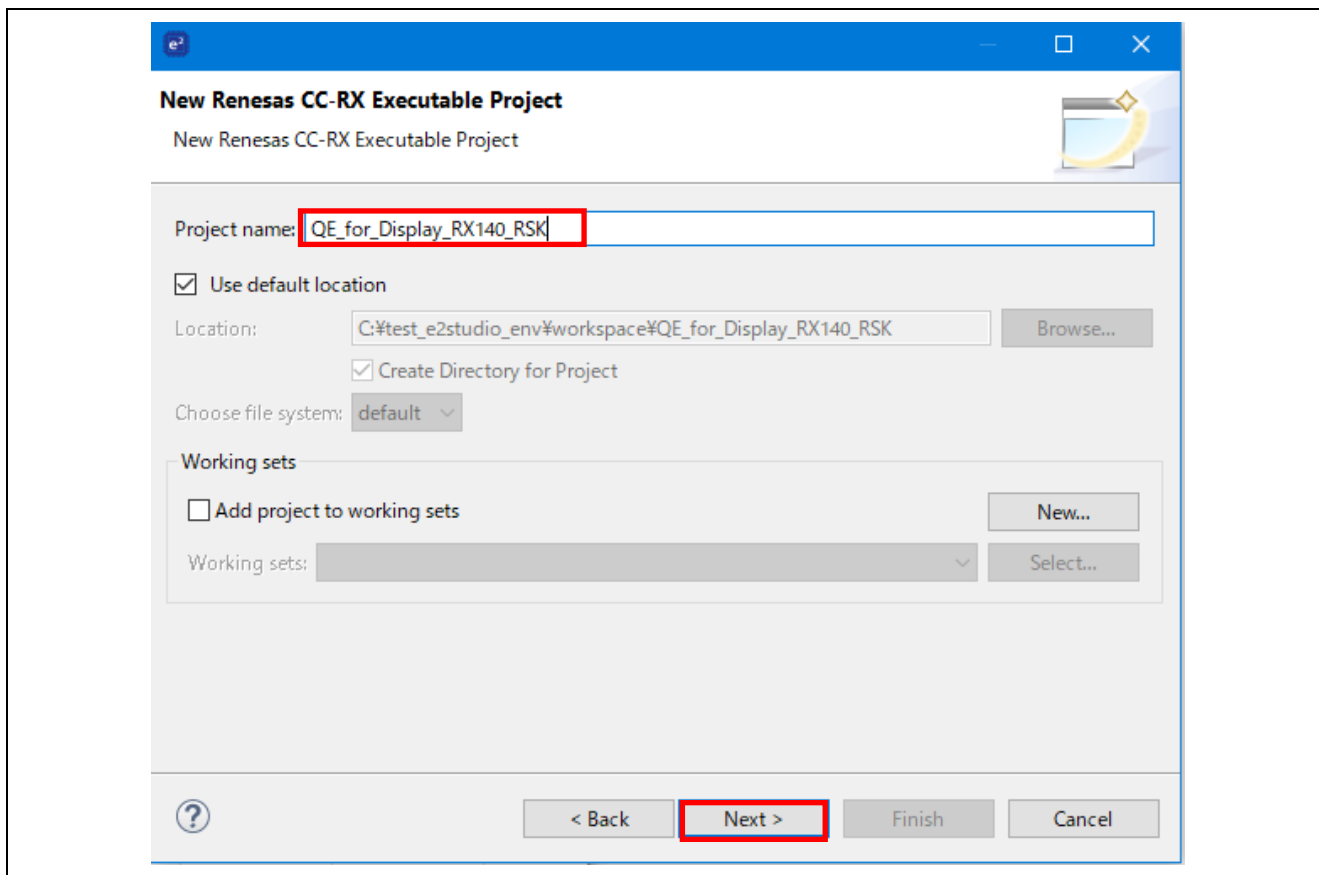 e²
New Renesas CC-RX Executable Project
New Renesas CC-RX Executable Project
Project name: QE_for_Display_RX140_RSK
Use default location
Location: C:¥test_e2studio_env¥workspace¥QE_for_Display_RX140_RSK Browse...
Create Directory for Project
Choose file system: default
Working sets
Add project to working sets New...
Working sets: Select...
? < Back Next > Finish Cancel